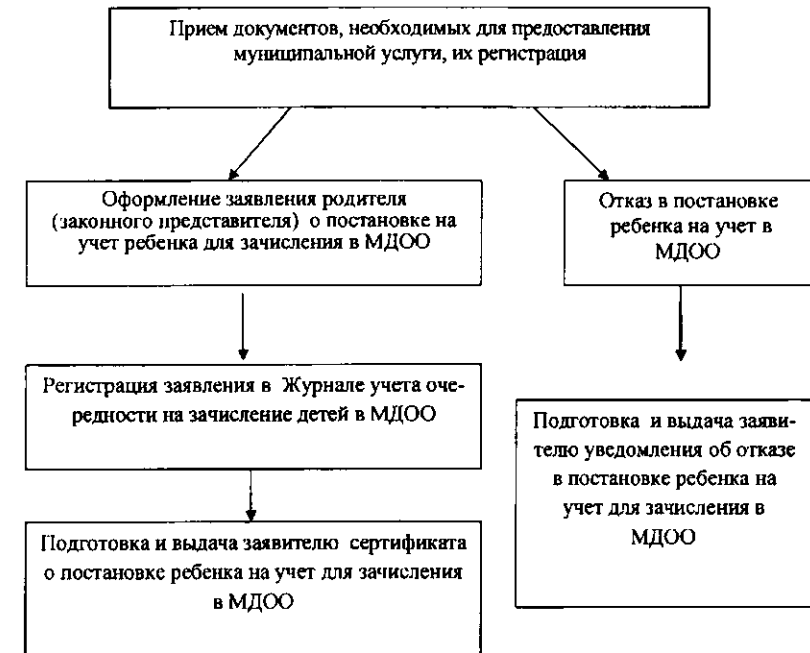 Прием документов, необходимых для предоставления
муниципальной услуги, их регистрация
Оформление заявления родителя
(законного представителя) о постановке на
учет ребенка для зачисления в МДОО
Отказ в постановке
ребенка на учет в
МДОО
Регистрация заявления в Журнале учета оче-
редности на зачисление детей в МДОО
Подготовка и выдача заяви-
телю уведомления об отказе
в постановке ребенка на
учет для зачисления в
МДОО
Подготовка и выдача заявителю сертификата
о постановке ребенка на учет для зачисления
в МДОО